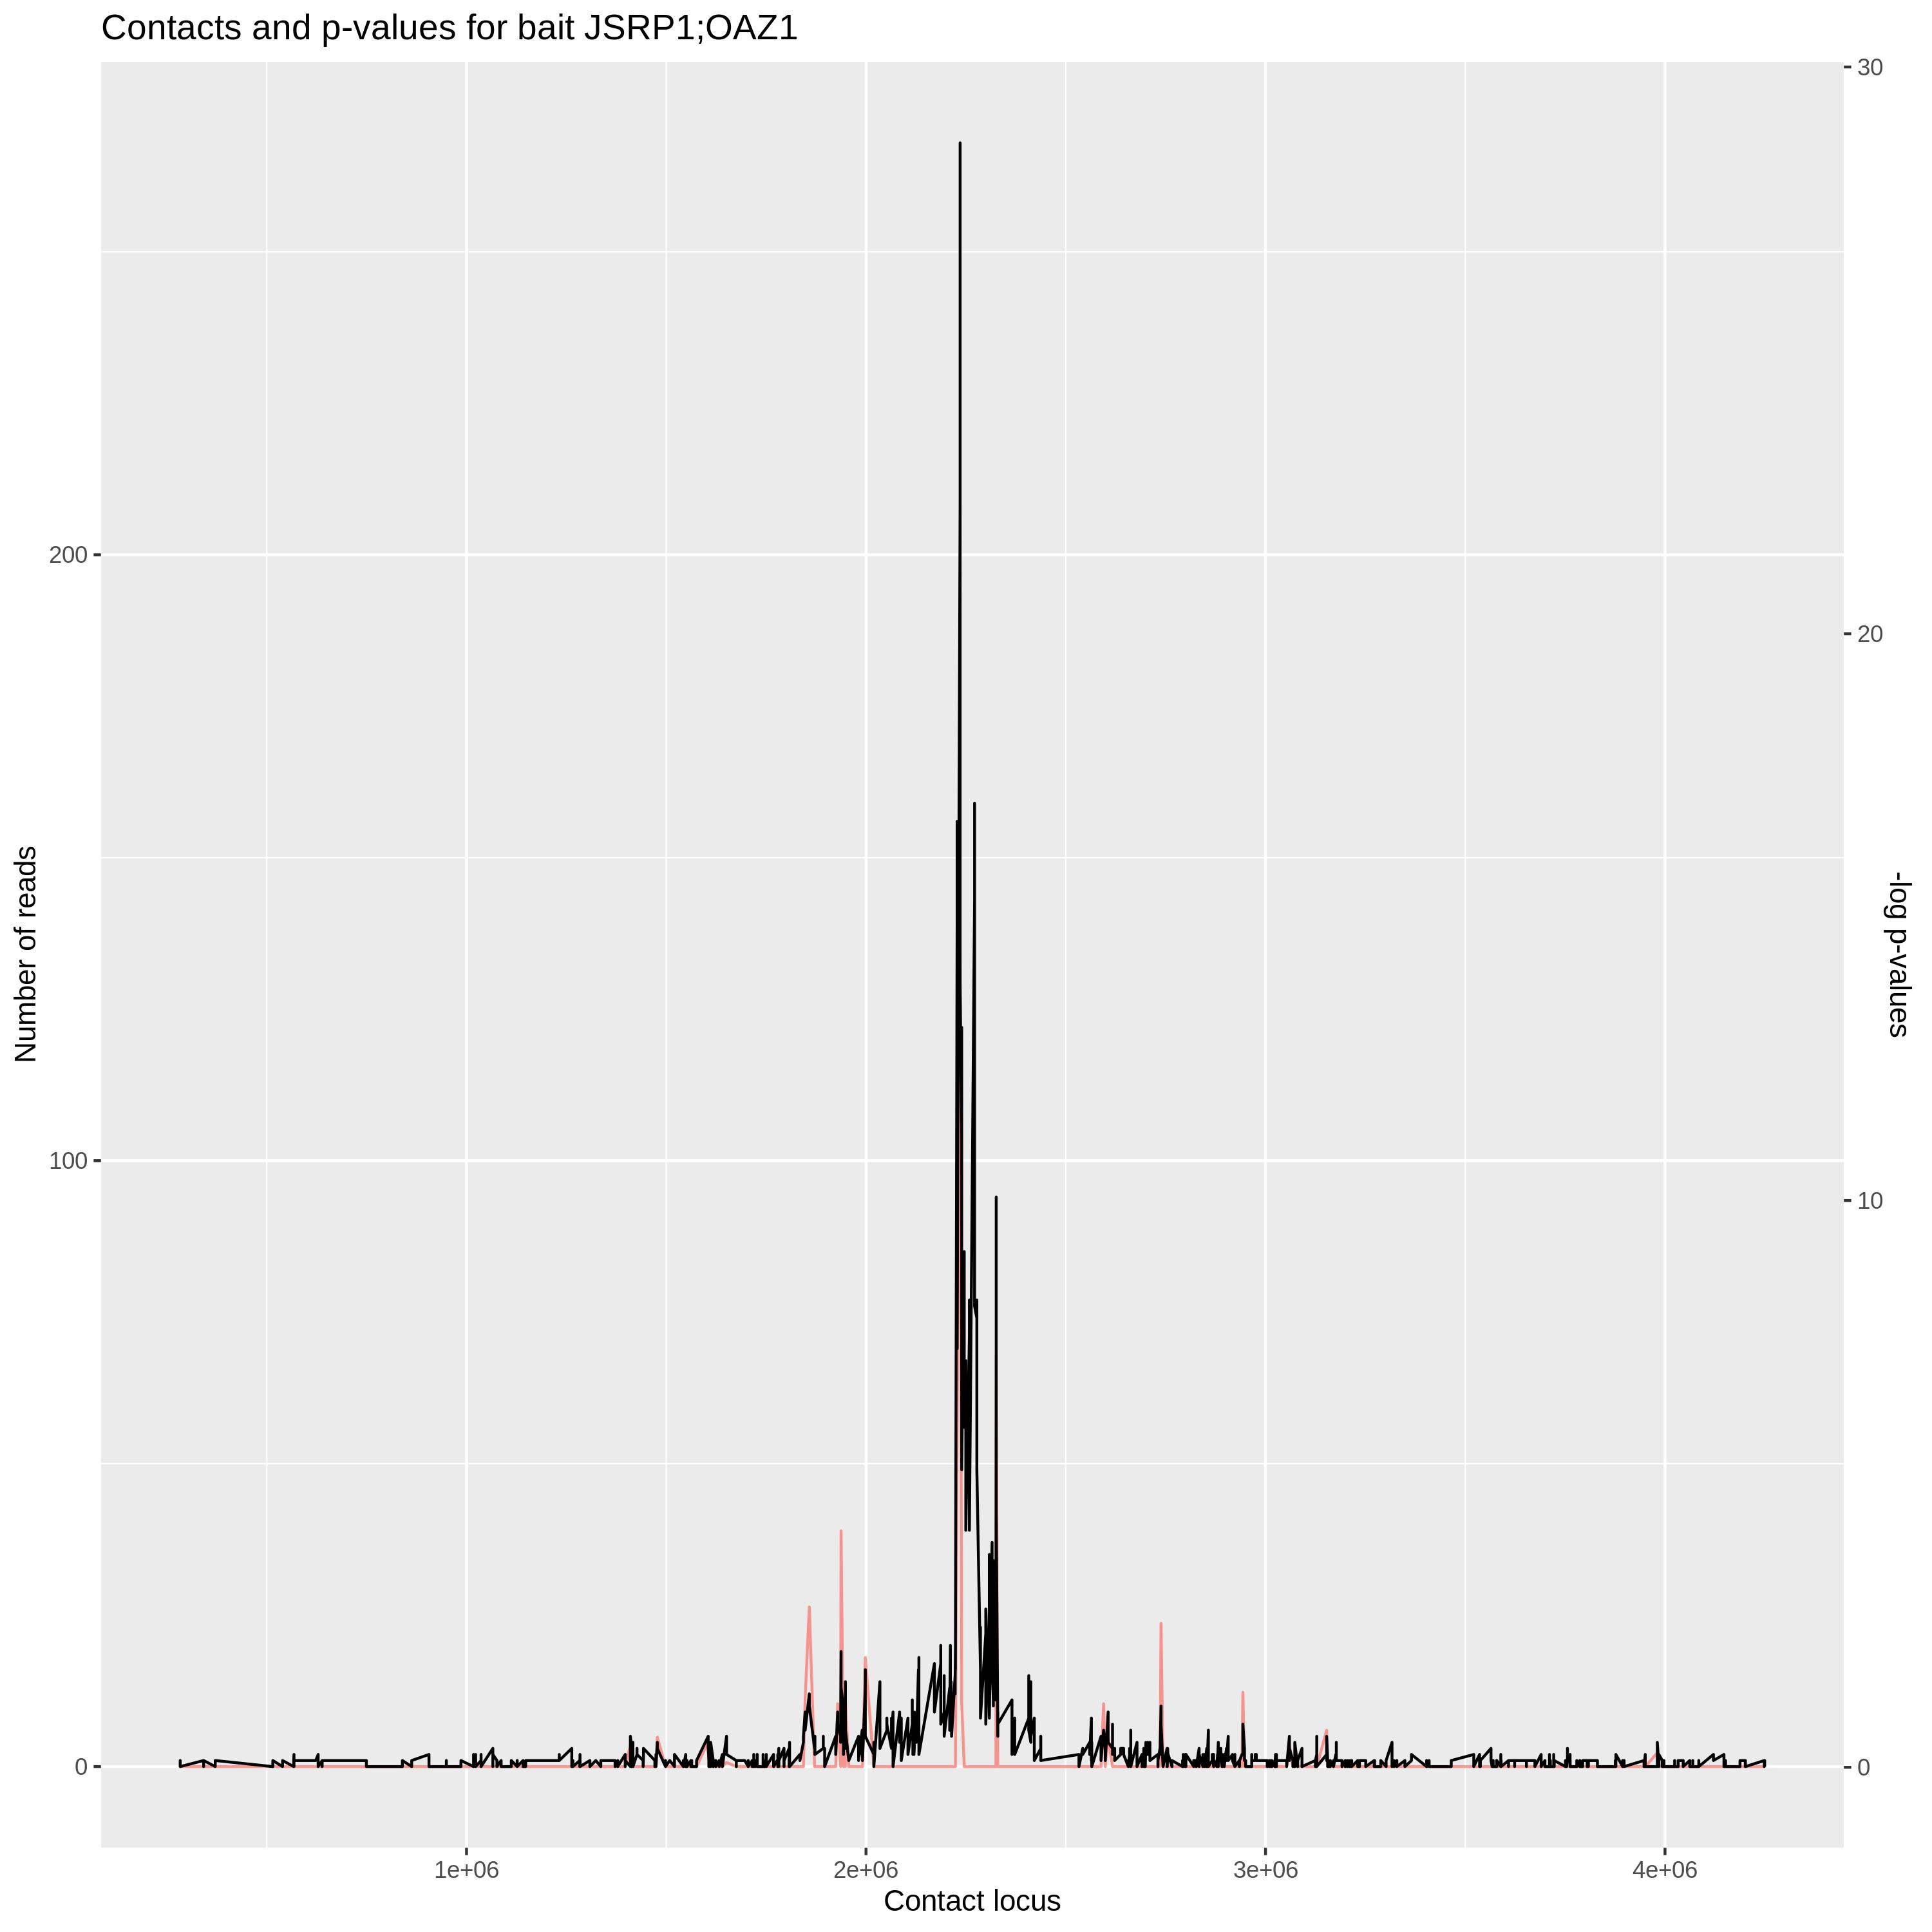 Contacts and p-values for bait JSRP1;OAZ1
30
200
20
Number of reads
-log p-values
100
10
0
0
1e+06
2e+06
3e+06
4e+06
Contact locus